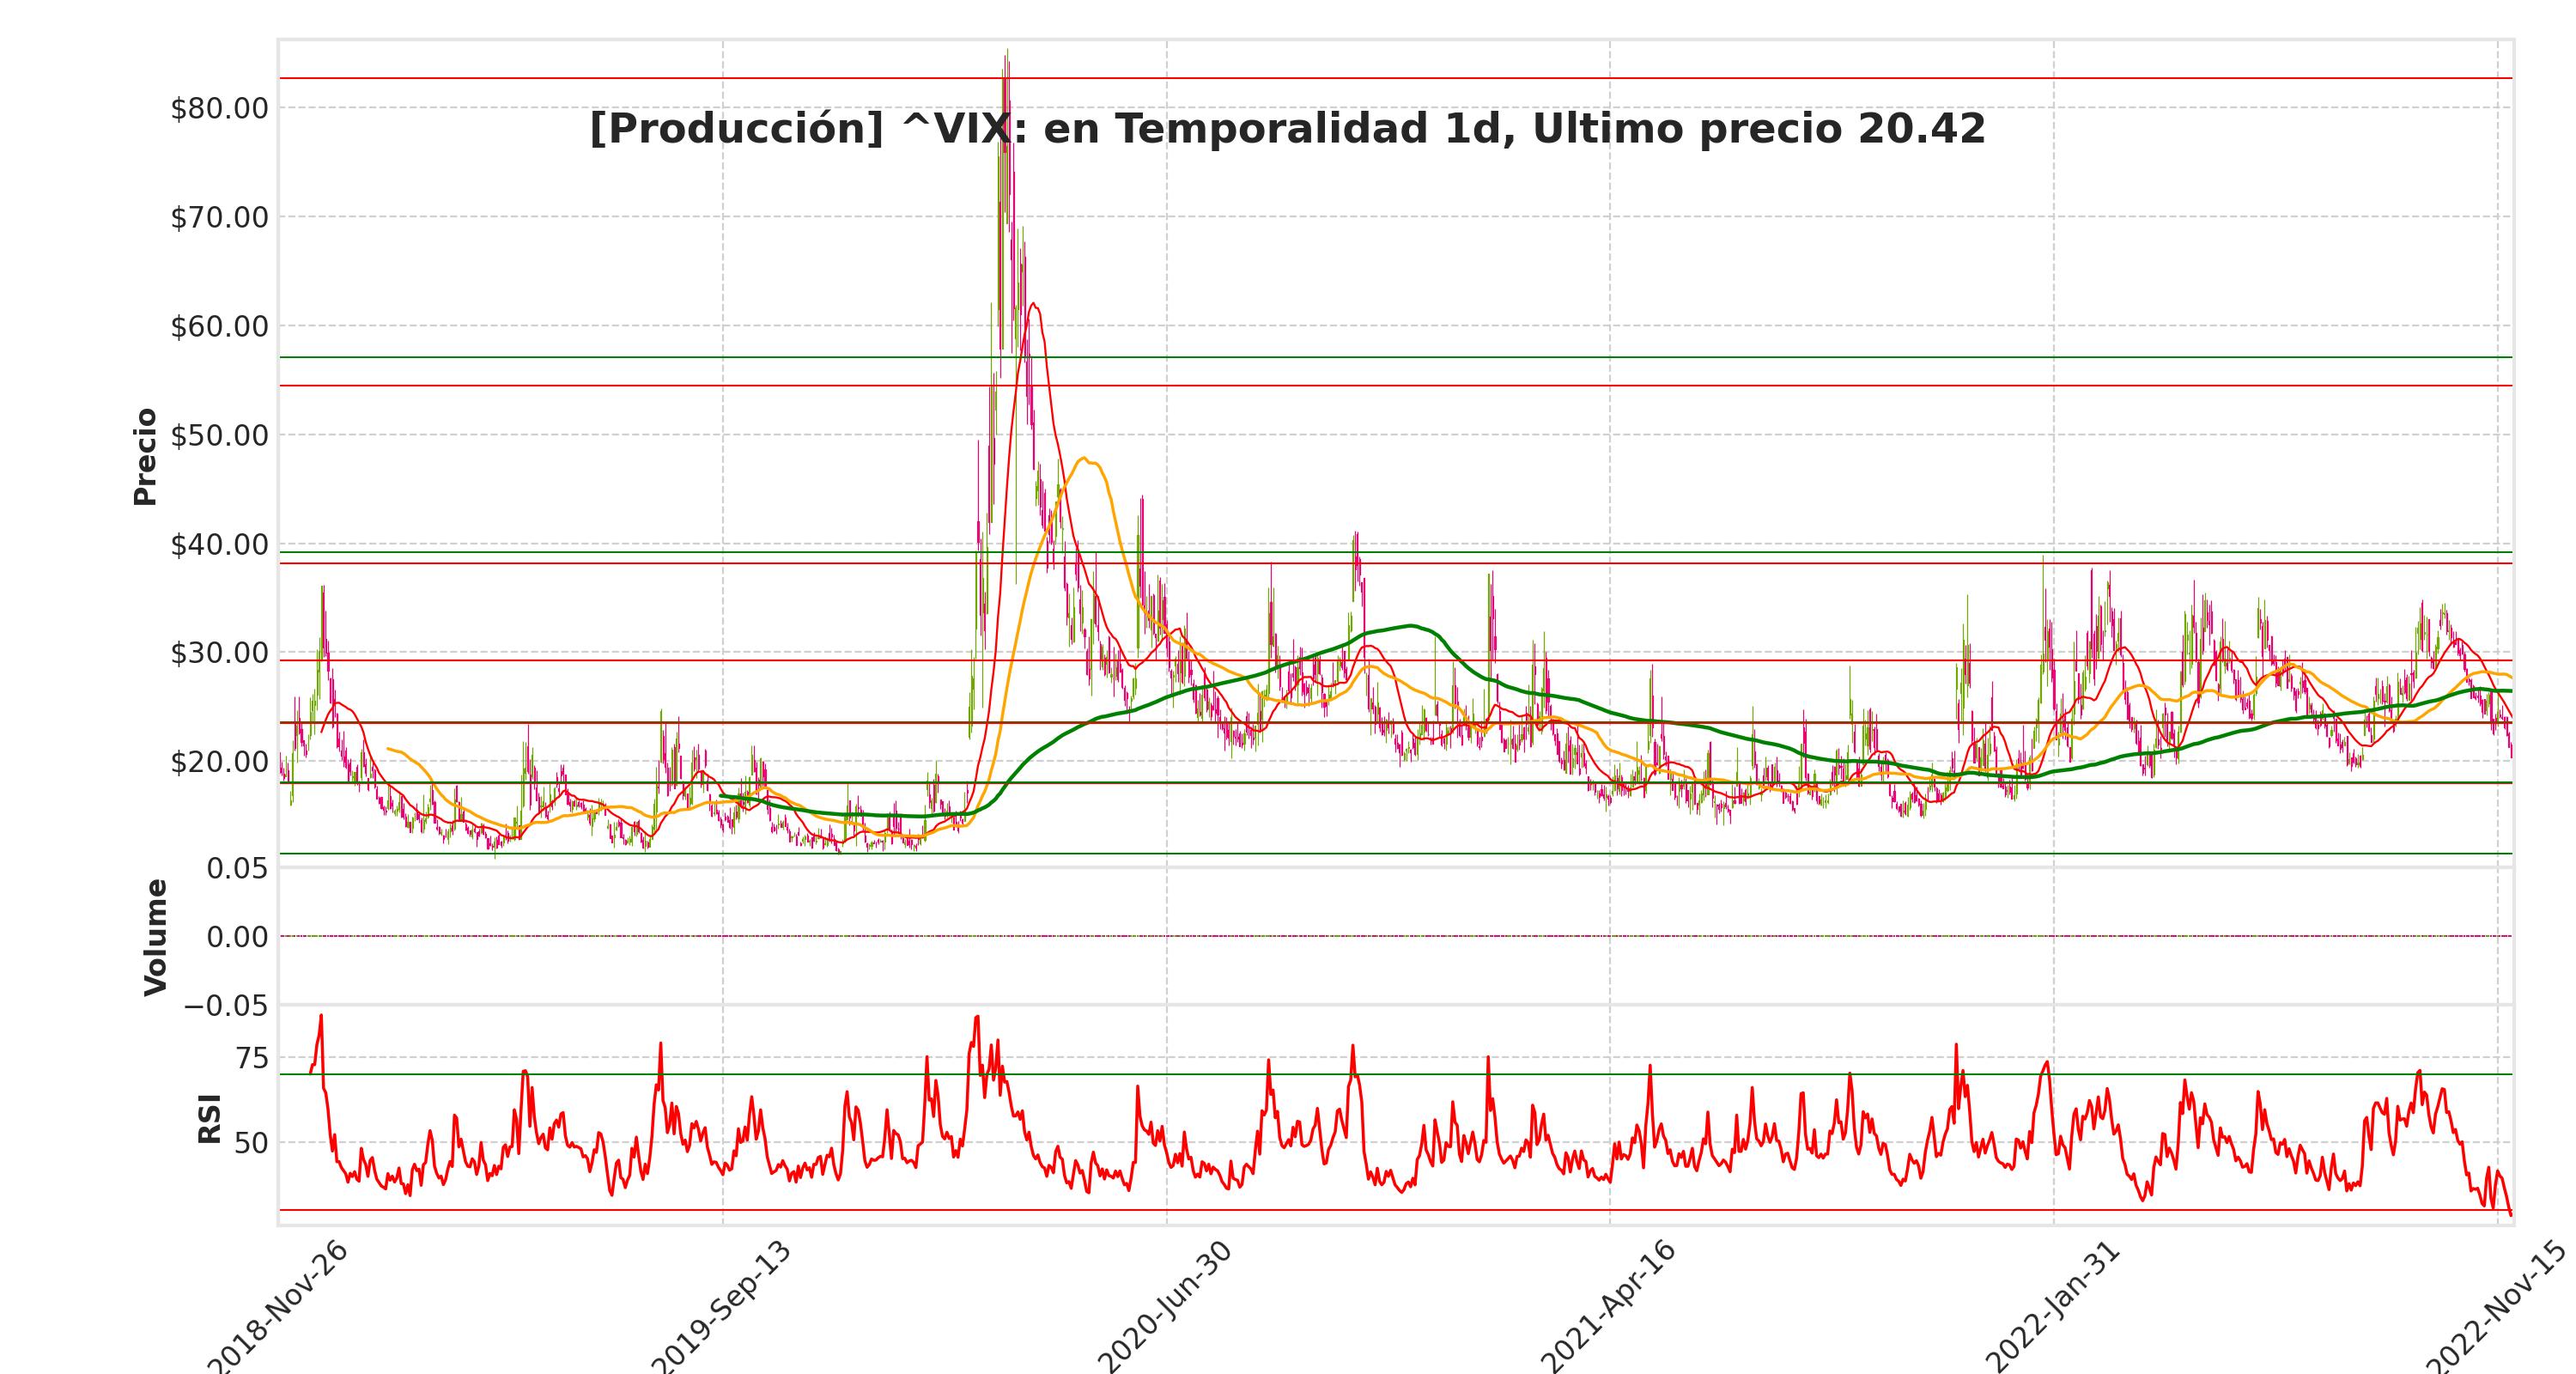 [Producción] ^VIX: en Temporalidad 1d, Ultimo precio 20.42
$80.00
$70.00
$60.00
$50.00
$40.00
$30.00
$20.00
Precio
0.05
0.00
−0.05
Volume
75
50
RSI
2018-Nov-26
2019-Sep-13
2020-Jun-30
2021-Apr-16
2022-Jan-31
2022-Nov-15